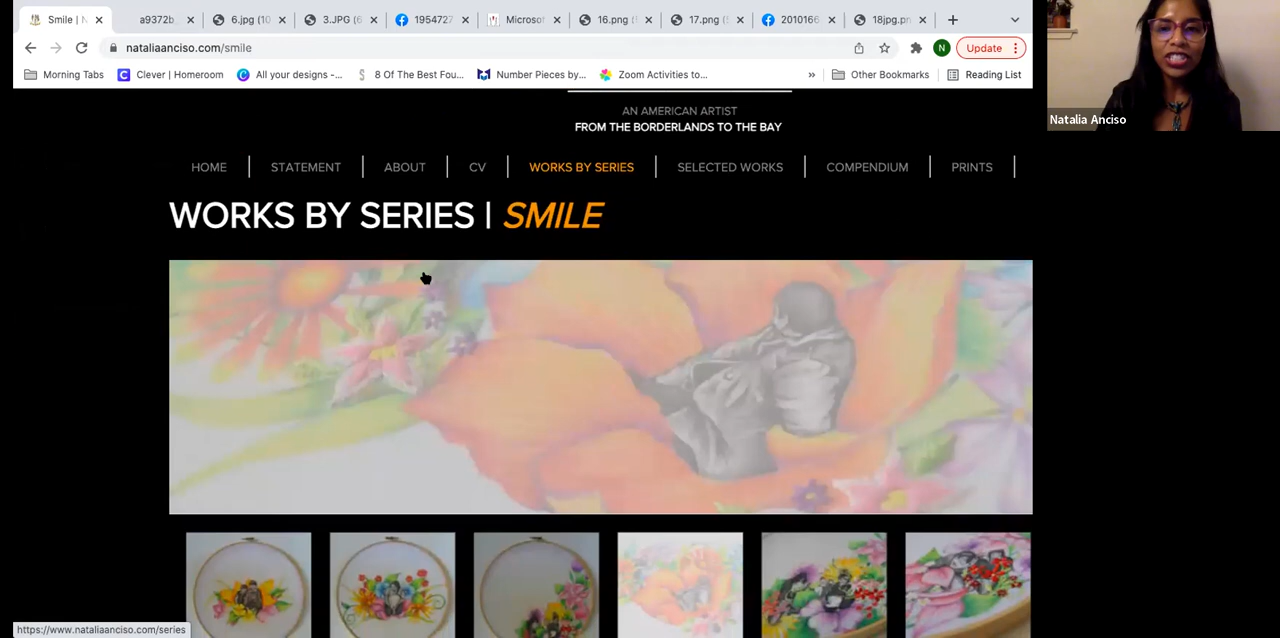 Smile | N
a9372b_
6.jpg (10
3.JPG (6
1954727
Microsof
16.png (
17.png (
2010166
18jpg.pn
nataliaanciso.com/smile
N
Update
Morning Tabs
Clever | Homeroom
All your designs -...
8 Of The Best Fou...
Number Pieces by...
Zoom Activities to...
»
Other Bookmarks
Reading List
Natalia Anciso
AN AMERICAN ARTIST
FROM THE BORDERLANDS TO THE BAY
HOME
STATEMENT
ABOUT
CV
WORKS BY SERIES
SELECTED WORKS
COMPENDIUM
PRINTS
WORKS BY SERIES | SMILE
https://www.nataliaanciso.com/series